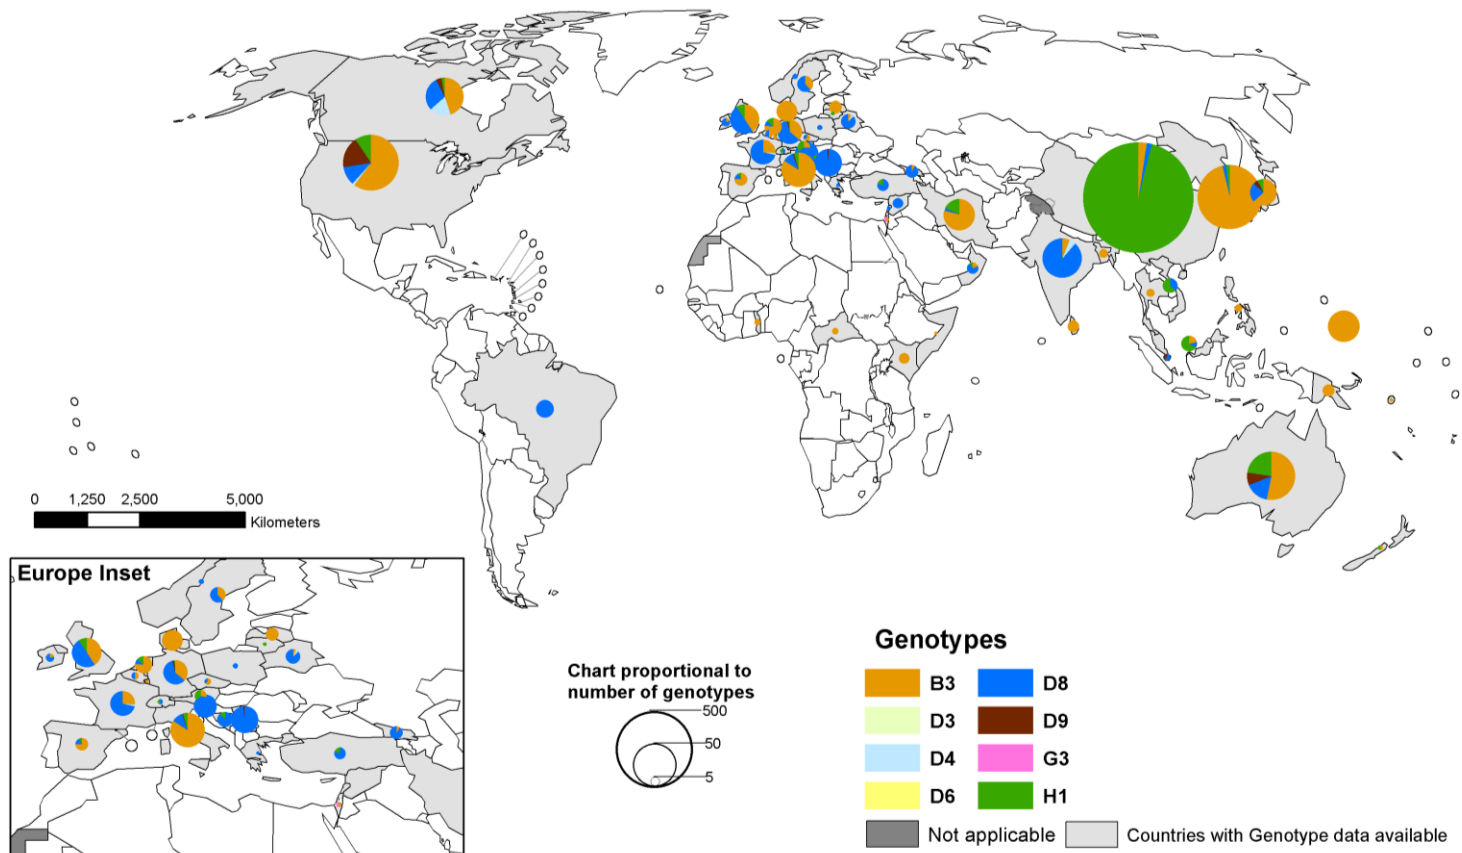 0 1,250 2,500 5,000
Kilometers
Europe Inset
Chart proportional to
number of genotypes
500
50
5
Genotypes
B3 D8
D3 D9
D4 G3
D6 H1
Not applicable Countries with Genotype data available